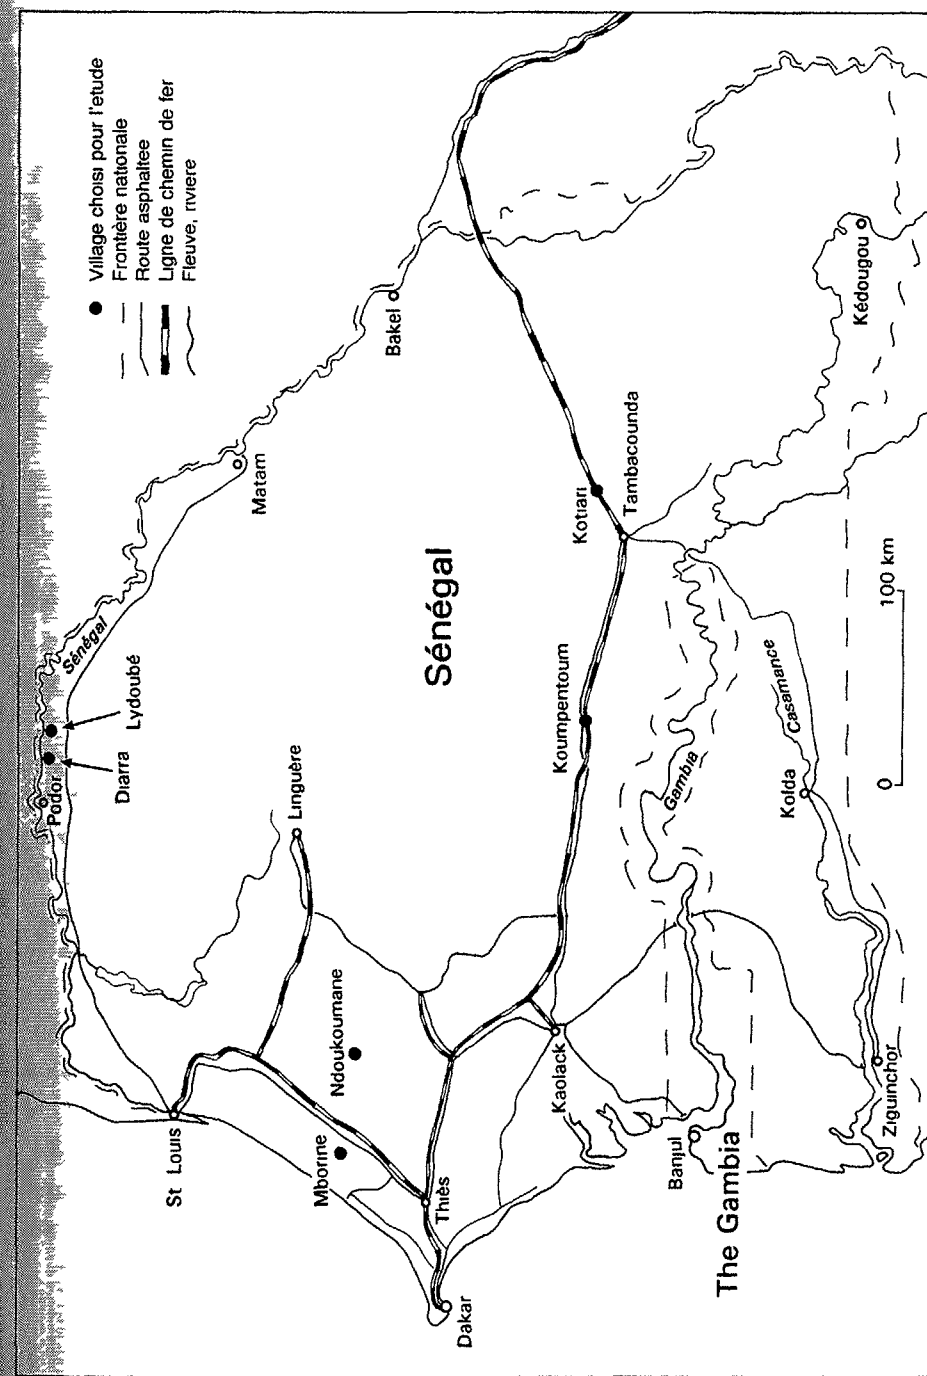 Village choisi pour l'etude
Frontière nationale
Route asphaltee
Ligne de chemin de fer
Fleuve, riviere
St Louis
Podor
Diarra
Lydoubé
Sénégal
Matam
Bakel
Linguère
Ndoukoumane
Mborine
Thiès
Dakar
Sénégal
Kaolack
Koumpentoum
Kotiari
Tambacounda
Kédougou
Banjul
The Gambia
Gambia
Casamance
Kolda
Ziguinchor
0 100 km